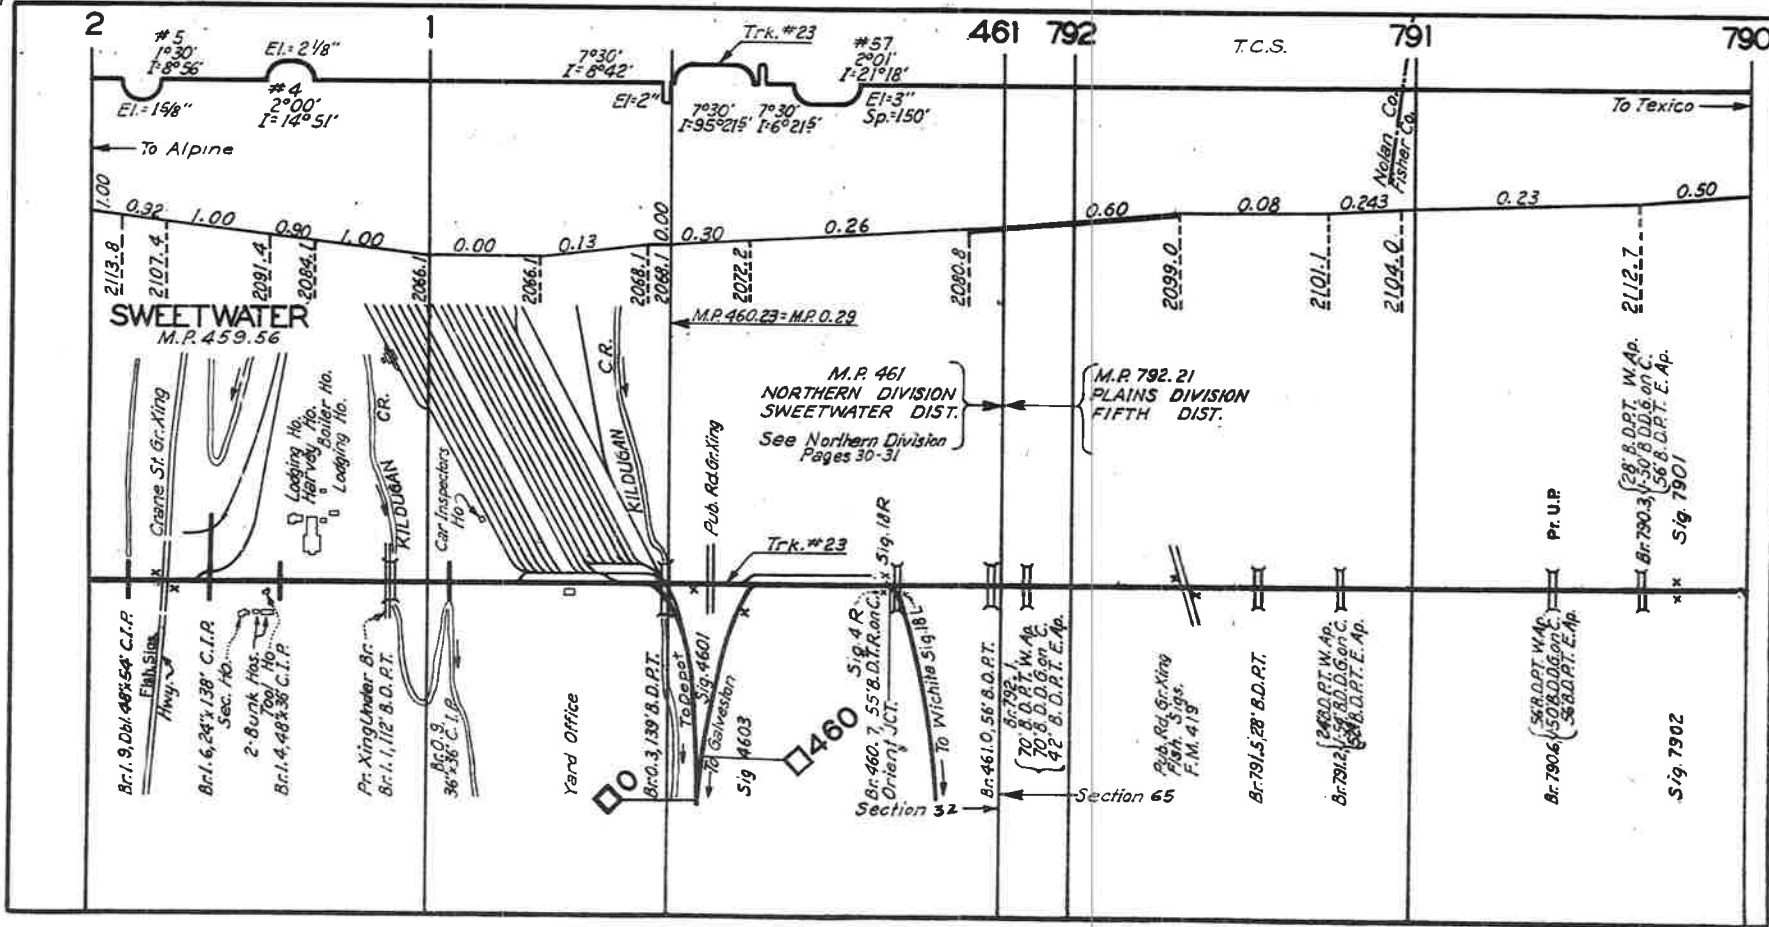 2
1
461
792
791
790
#5
1°30'
I=8°56'
El.=1⅝"
El.=2⅛"
#4
2°00'
I=14°51'
7°30'
I=8°42'
El=2"
Trk.#23
7°30'
I=95°21⁵'
7°30'
I=6°21⁵'
#57
2°01'
I=21°18'
El=3"
Sp.=150'
T.C.S.
To Texico
To Alpine
Nolan Co.
Fisher Co.
1.00
0.92
1.00
0.90
1.00
0.00
0.13
0.00
0.30
0.26
0.60
0.08
0.243
0.23
0.50
2113.8
2107.4
2091.4
2084.1
2066.1
2066.1
2068.1
2068.1
2072.2
2080.8
2099.0
2101.1
2104.0
2112.7
SWEETWATER
M.P. 459.56
M.P. 460.23=M.P. 0.29
M.P. 461
NORTHERN DIVISION
SWEETWATER DIST.
See Northern Division
Pages 30-31
M.P. 792.21
PLAINS DIVISION
FIFTH DIST.
Crane St. Gr. Xing
Lodging Ho.
Harvey Ho.
Boiler Ho.
Lodging Ho.
KILDUGAN CR.
Car Inspectors
Ho
KILDUGAN
C.R.
Pub. Rd. Gr. Xing
Trk.#23
Sig. 18R
Pr. U.P.
Br. 790.3, {28' B.D.P.T. W. Ap.
1-50' B.D.D.G. on C.
56' B.D.P.T. E. Ap.
Sig. 7901
Br. 1.9, Dbl. 48"x54' C.I.P.
Flsh. Sigs.
Hwy.
Br. 1.6, 24"x138' C.I.P.
Sec. Ho.
2-Bunk Hos.
Tool Ho.
Br. 1.4, 48"x36' C.I.P.
Pr. Xing Under Br.
Br. 1.1, 112' B.D.P.T.
Br. 0.9
36"x36' C.I.P.
Yard Office
Br. 0.3, 139' B.D.P.T.
To Depot
Sig. 4601
To Galveston
Sig 4603
0
460
Sig. 4R
Br. 460.7, 55' B.D.T.R. on C.
Orient JCT.
To Wichita
Sig. 18L
Section 32
Br. 461.0, 56' B.D.P.T.
Br. 792.1,
{70' B.D.P.T. W. Ap.
70' B.D.D.G. on C.
42' B.D.P.T. E. Ap.
Section 65
Pub. Rd. Gr. Xing
Flsh. Sigs.
F.M. 419
Br. 791.5, 28' B.D.P.T.
Br. 791.2,
B.D.P.T. W. Ap.
B.D.D.G. on C.
B.D.P.T. E. Ap.
Br. 790.6, {56' B.D.P.T. W. Ap.
1-50' B.D.D.G. on C.
56' B.D.P.T. E. Ap.
Sig. 7902